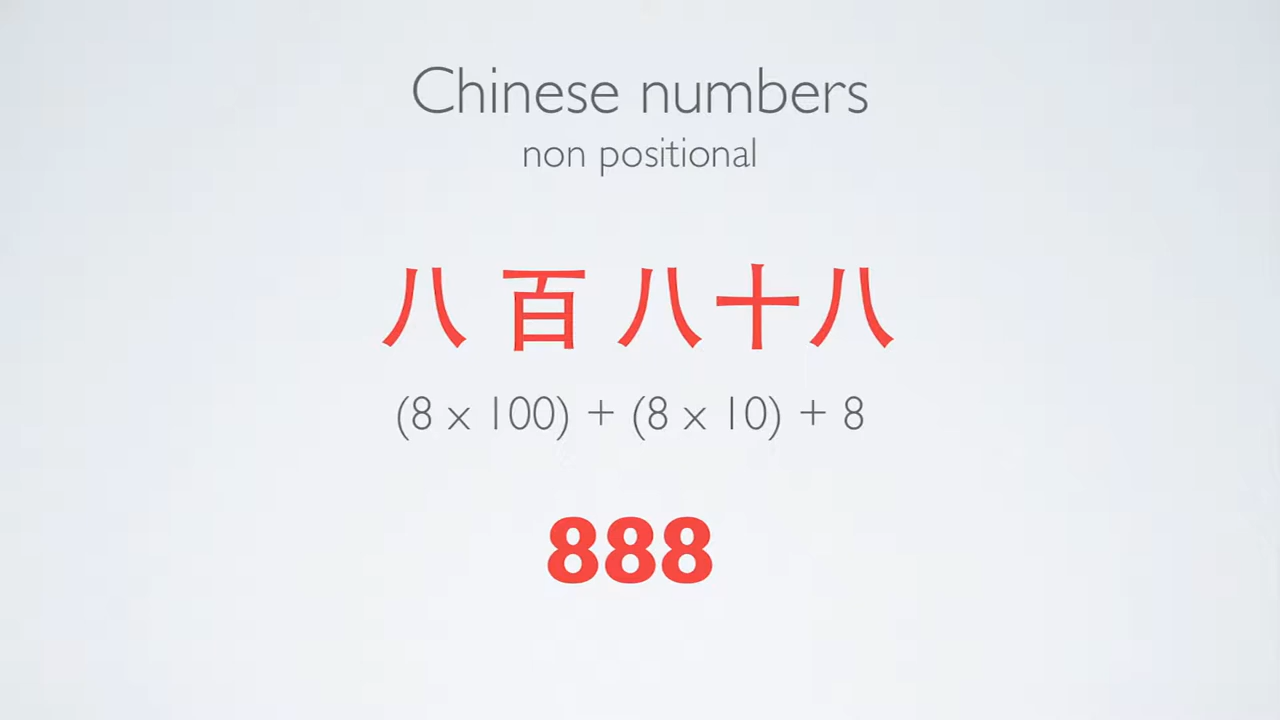 Chinese numbers
non positional
八 百 八十八
(8 x 100) + (8 x 10) + 8
888